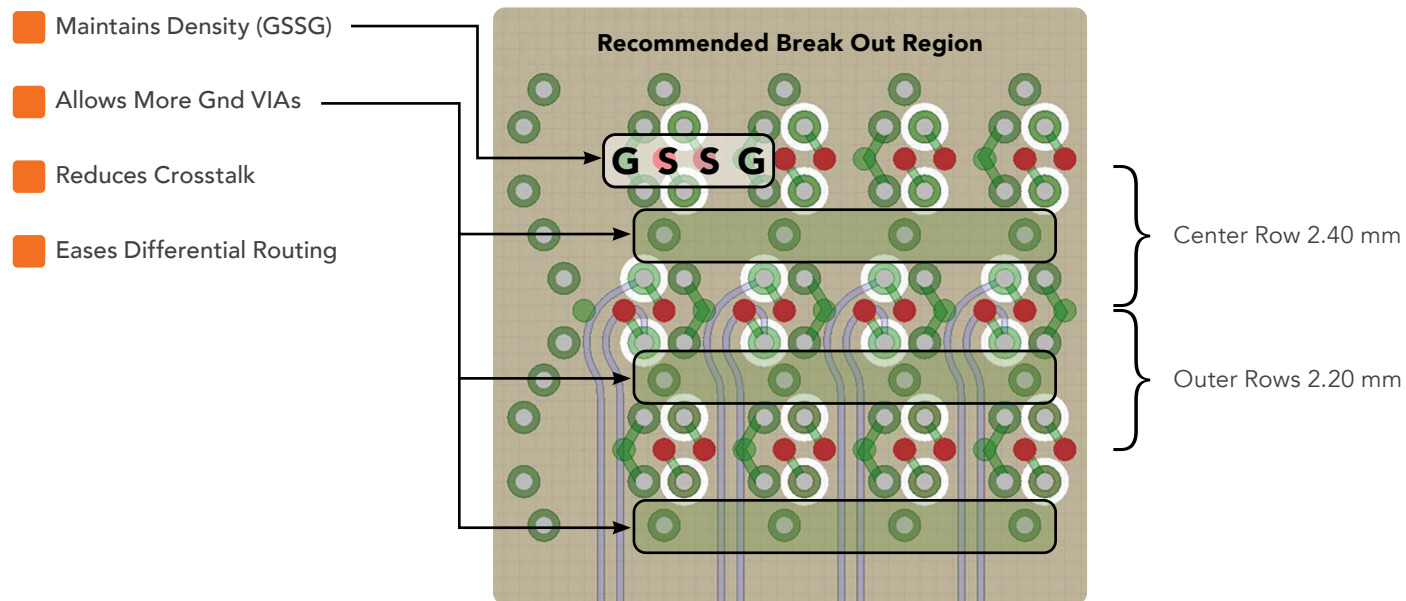 Maintains Density (GSSG)
Allows More Gnd VIAs
Reduces Crosstalk
Eases Differential Routing
Recommended Break Out Region
G S S G
Center Row 2.40 mm
Outer Rows 2.20 mm